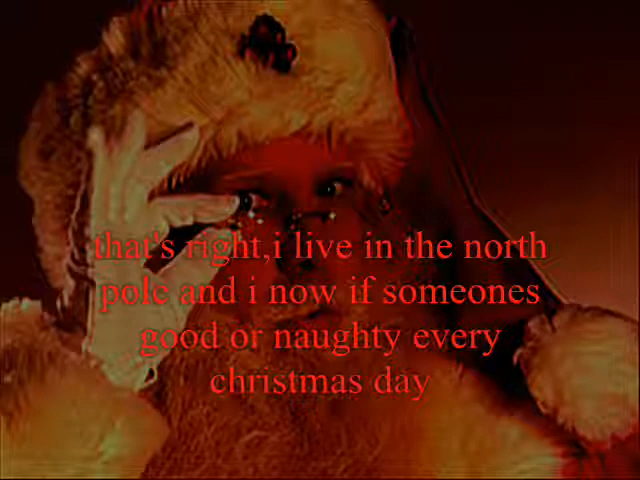 that's right,i live in the north
pole and i now if someones
good or naughty every
christmas day